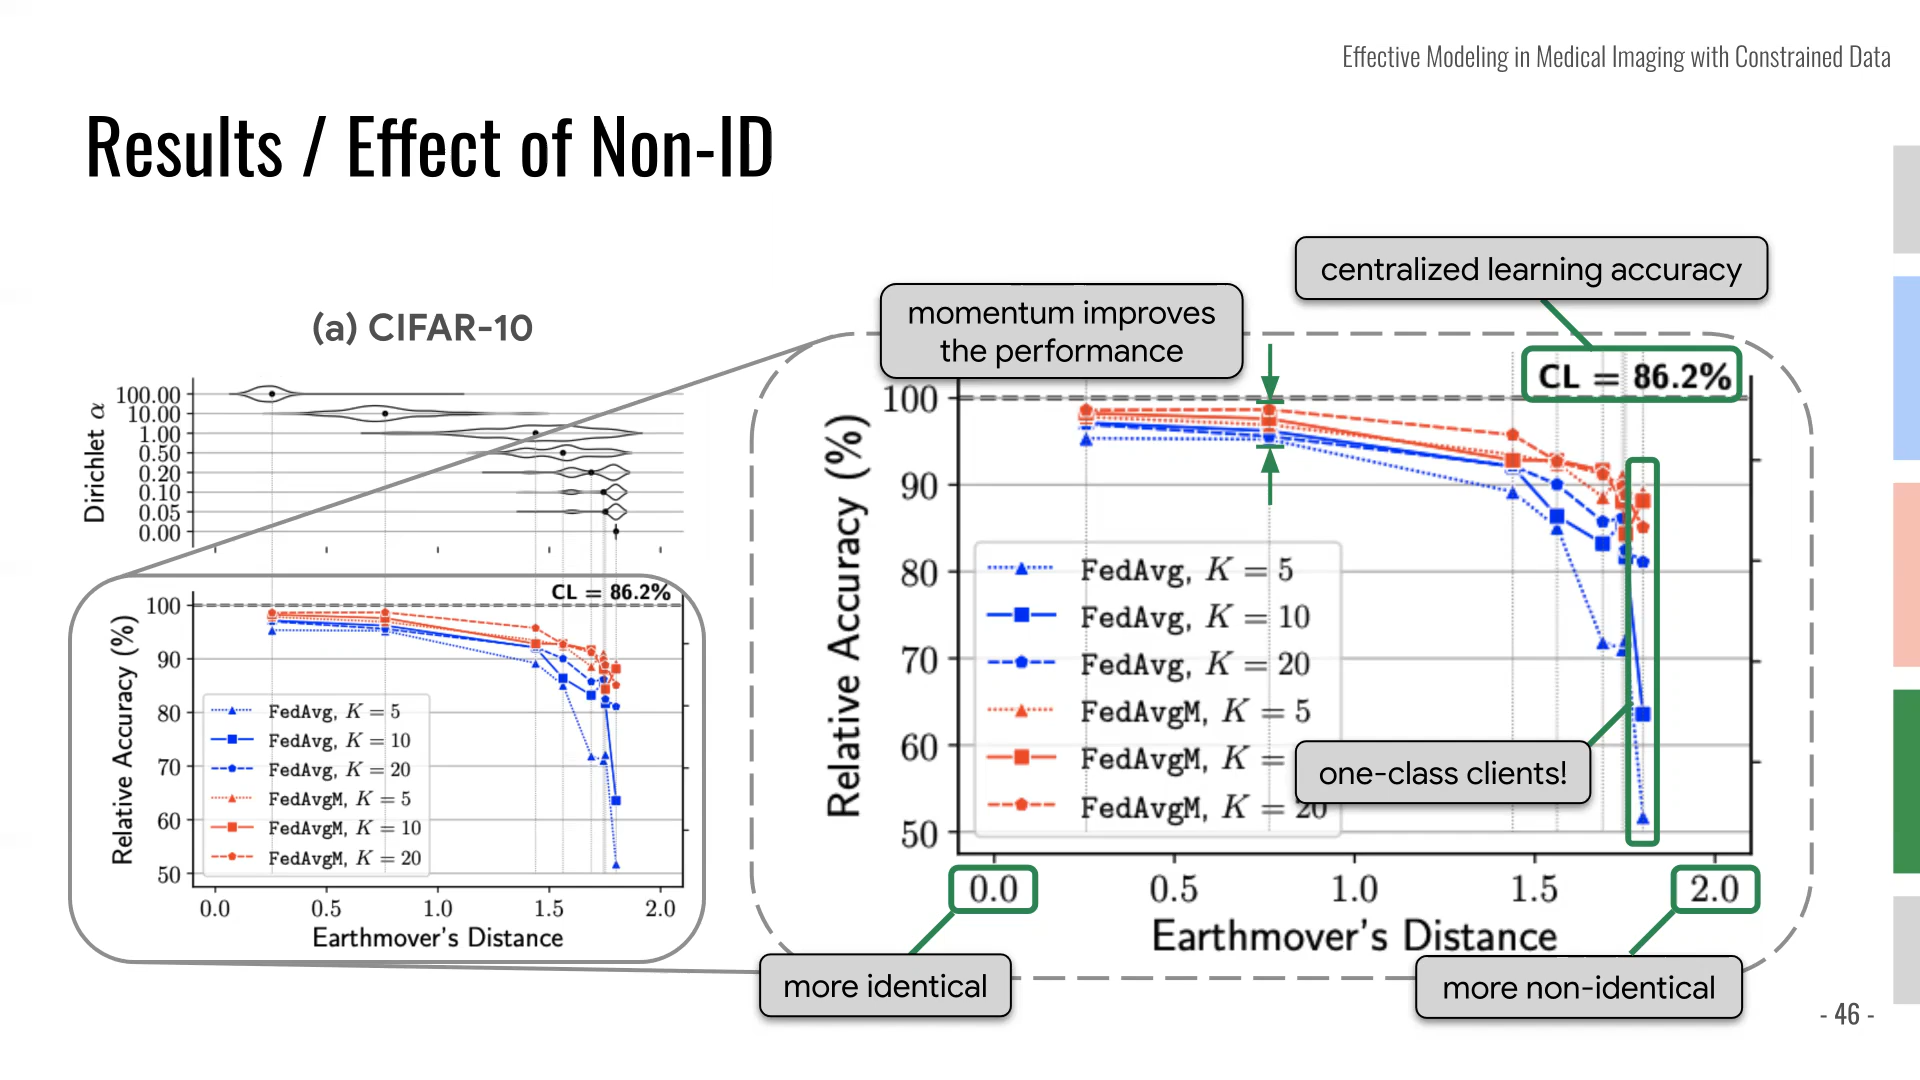 Effective Modeling in Medical Imaging with Constrained Data
Results / Effect of Non-ID
(a) CIFAR-10
Dirichlet α
100.00
10.00
1.00
0.50
0.20
0.10
0.05
0.00
CL = 86.2%
Relative Accuracy (%)
100
90
80
70
60
50
FedAvg, K = 5
FedAvg, K = 10
FedAvg, K = 20
FedAvgM, K = 5
FedAvgM, K = 10
FedAvgM, K = 20
0.0 0.5 1.0 1.5 2.0
Earthmover's Distance
momentum improves
the performance
centralized learning accuracy
CL = 86.2%
Relative Accuracy (%)
100
90
80
70
60
50
FedAvg, K = 5
FedAvg, K = 10
FedAvg, K = 20
FedAvgM, K = 5
FedAvgM, K =
FedAvgM, K = 20
one-class clients!
0.0 0.5 1.0 1.5 2.0
Earthmover's Distance
more identical
more non-identical
- 46 -